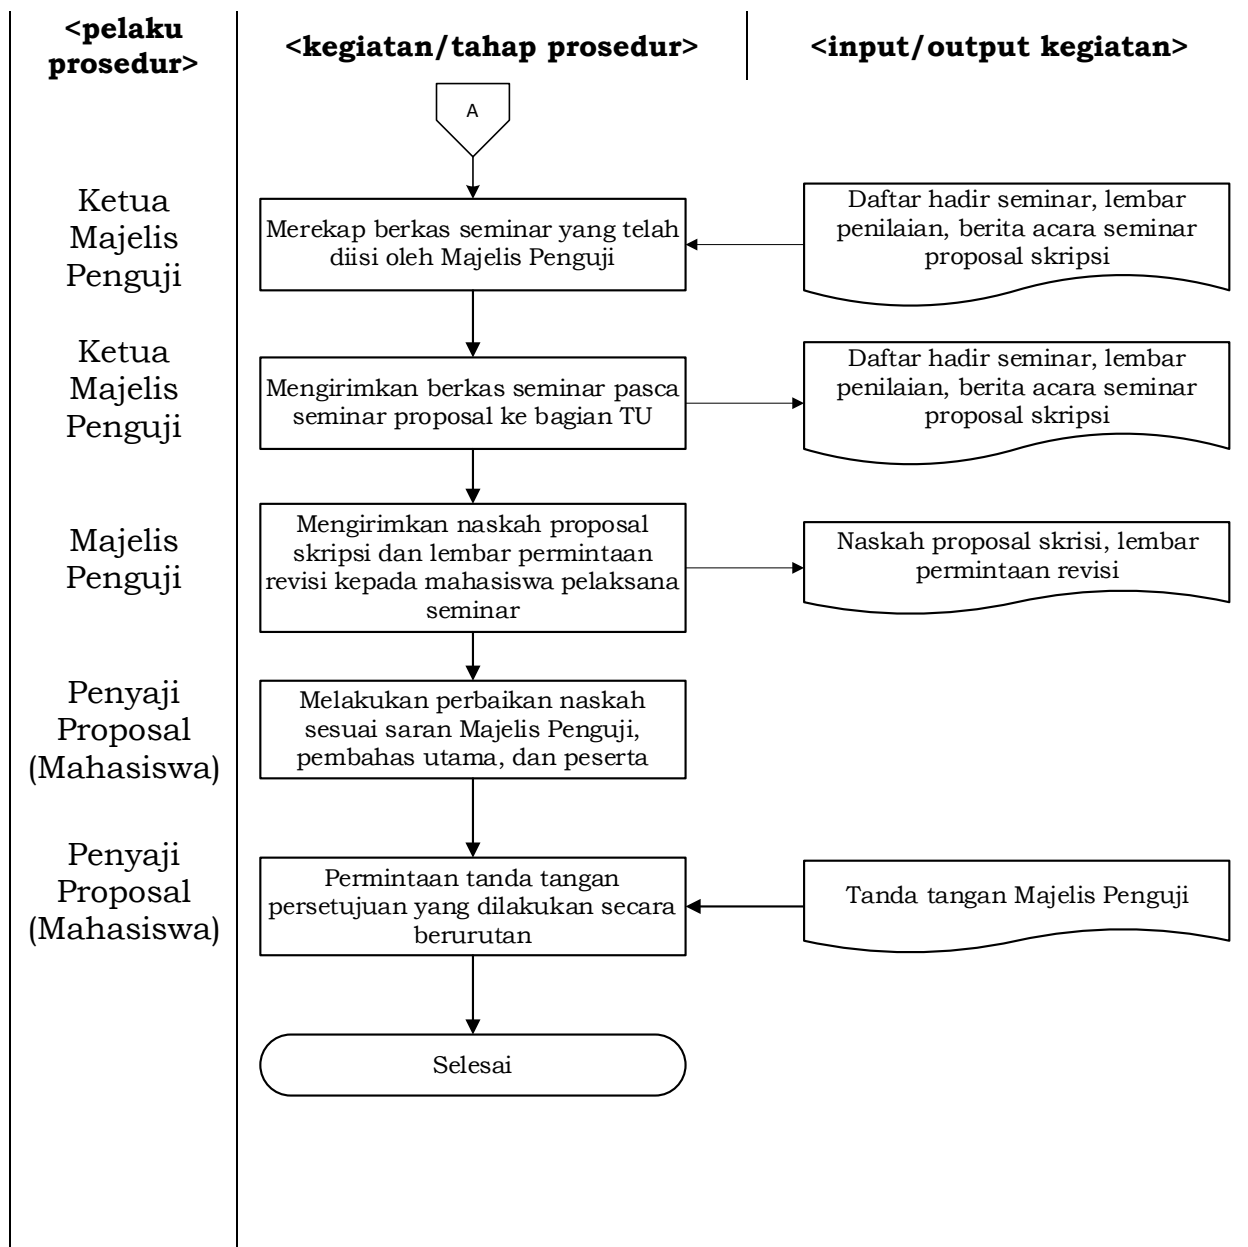 <pelaku
prosedur>
<kegiatan/tahap prosedur>
<input/output kegiatan>
A
Ketua
Majelis
Penguji
Merekap berkas seminar yang telah
diisi oleh Majelis Penguji
Daftar hadir seminar, lembar
penilaian, berita acara seminar
proposal skripsi
Ketua
Majelis
Penguji
Mengirimkan berkas seminar pasca
seminar proposal ke bagian TU
Daftar hadir seminar, lembar
penilaian, berita acara seminar
proposal skripsi
Majelis
Penguji
Mengirimkan naskah proposal
skripsi dan lembar permintaan
revisi kepada mahasiswa pelaksana
seminar
Naskah proposal skrisi, lembar
permintaan revisi
Penyaji
Proposal
(Mahasiswa)
Melakukan perbaikan naskah
sesuai saran Majelis Penguji,
pembahas utama, dan peserta
Penyaji
Proposal
(Mahasiswa)
Permintaan tanda tangan
persetujuan yang dilakukan secara
berurutan
Tanda tangan Majelis Penguji
Selesai